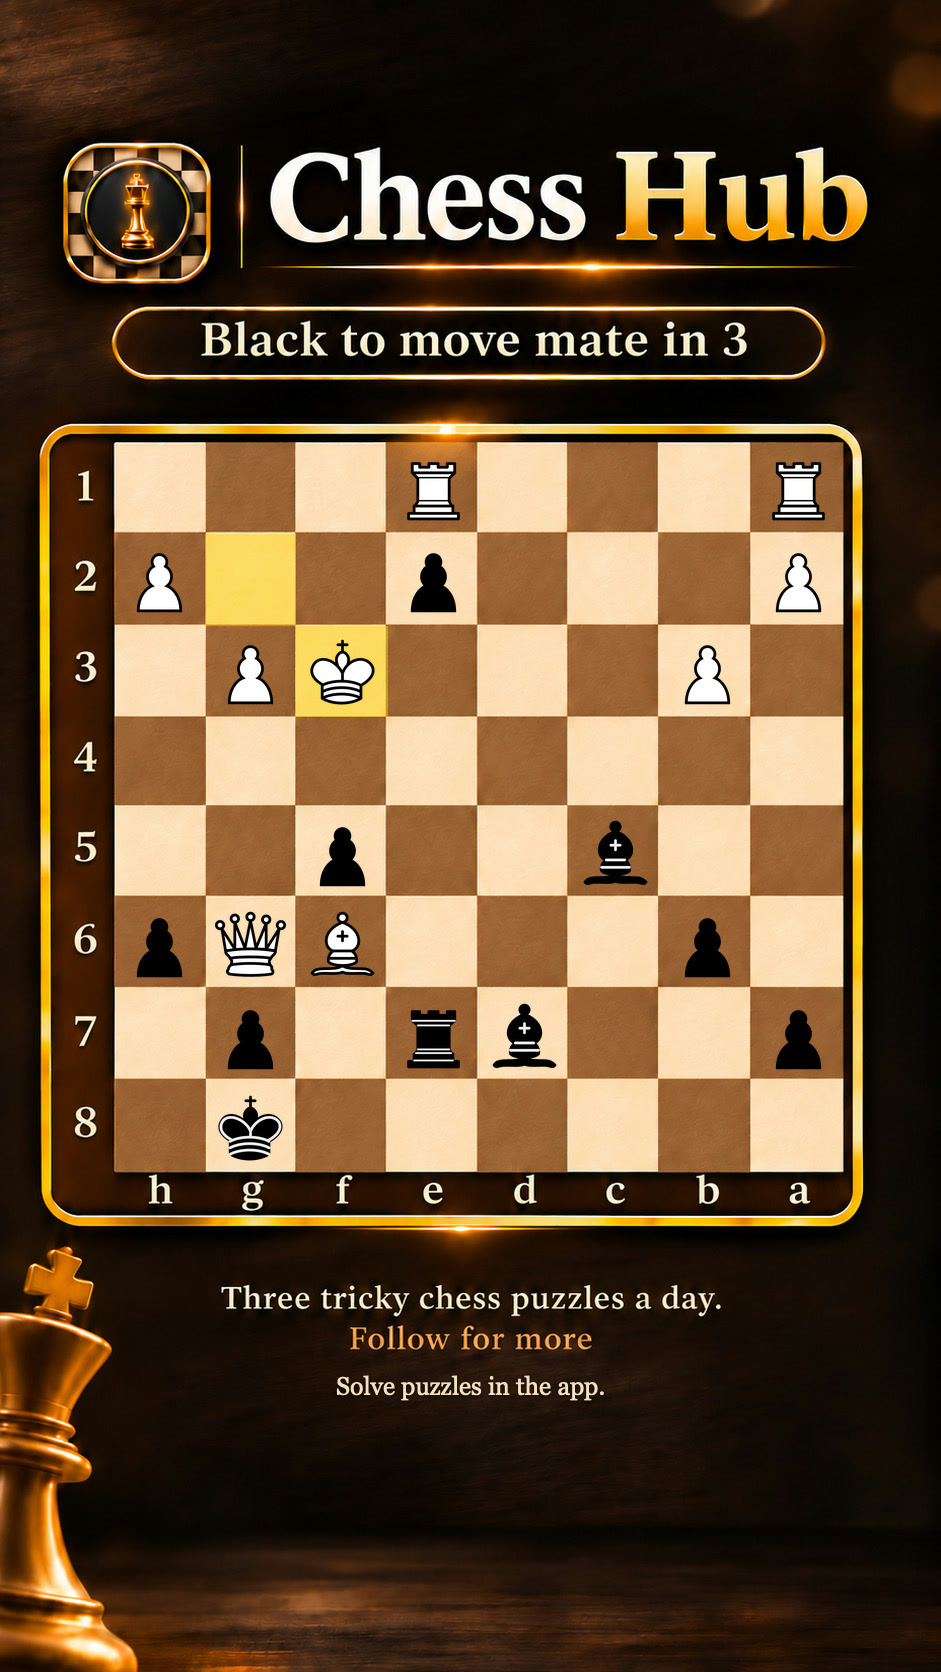 Chess Hub
Black to move mate in 3
1
2
3
4
5
6
7
8
h g f e d c b a
Three tricky chess puzzles a day.
Follow for more
Solve puzzles in the app.